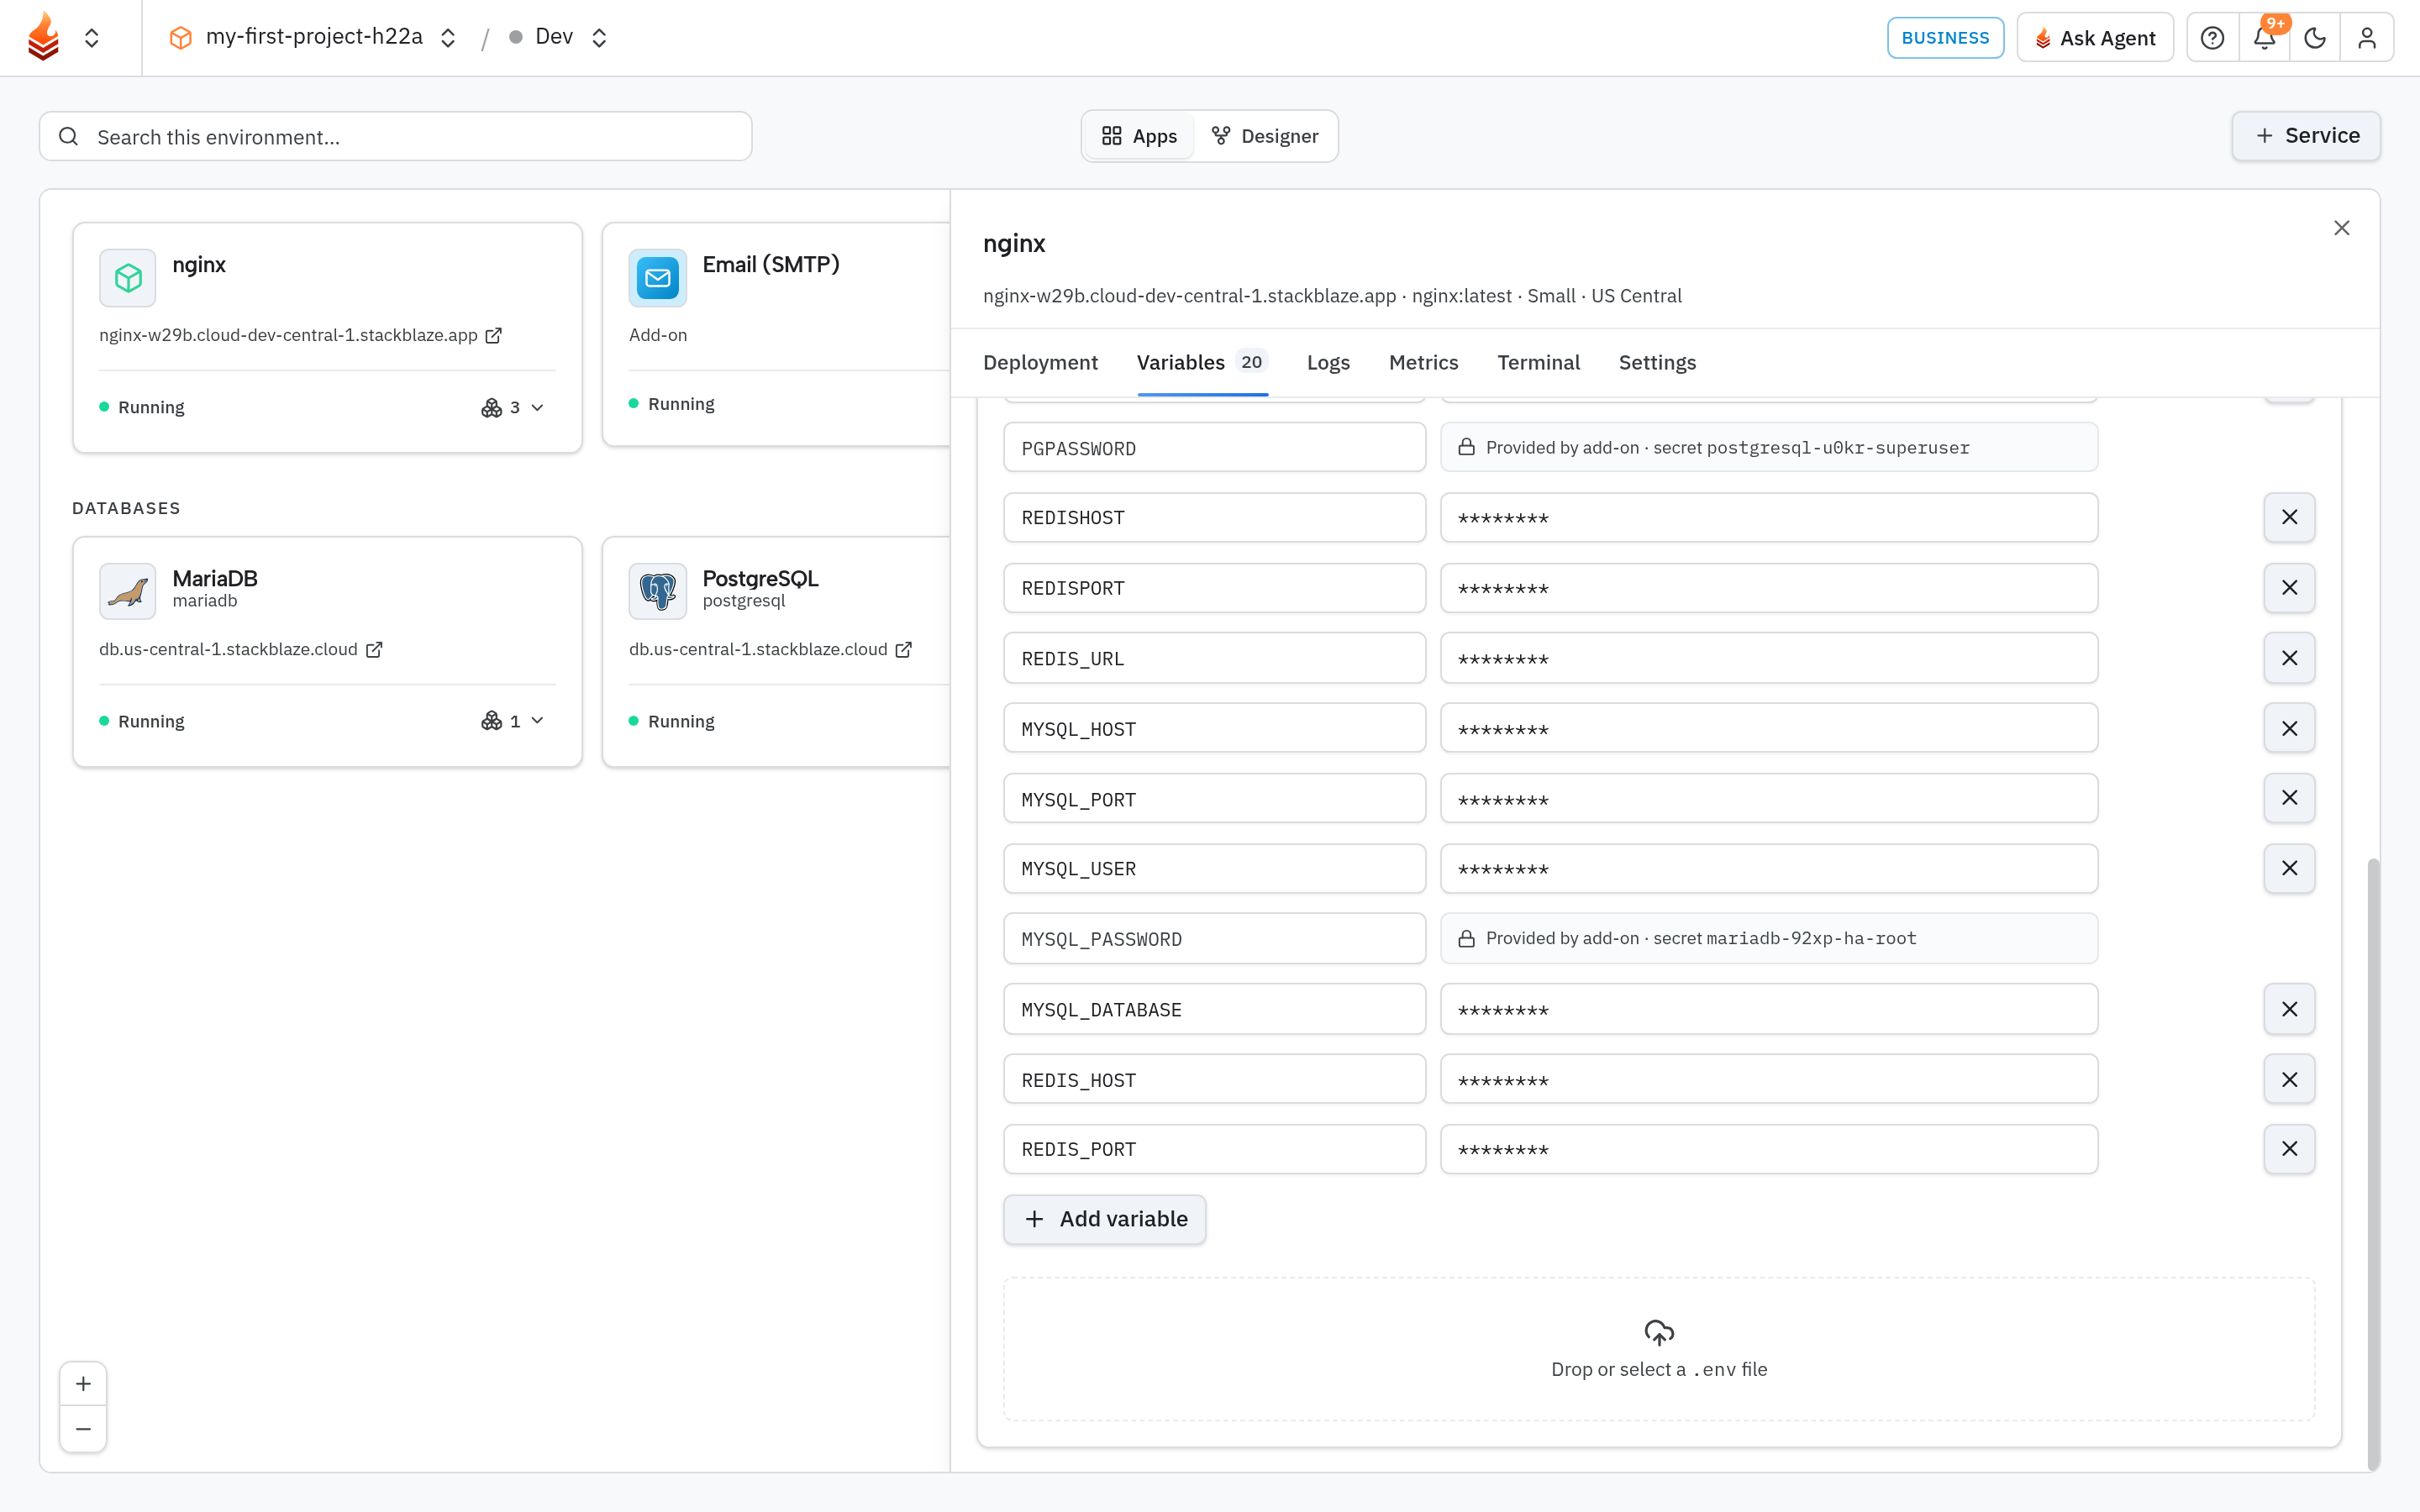 my-first-project-h22a / Dev
BUSINESS
Ask Agent
9+
Search this environment...
Apps
Designer
+ Service
nginx
nginx-w29b.cloud-dev-central-1.stackblaze.app
Running
3
Email (SMTP)
Add-on
Running
DATABASES
MariaDB
mariadb
db.us-central-1.stackblaze.cloud
Running
1
PostgreSQL
postgresql
db.us-central-1.stackblaze.cloud
Running
nginx
nginx-w29b.cloud-dev-central-1.stackblaze.app · nginx:latest · Small · US Central
Deployment
Variables 20
Logs
Metrics
Terminal
Settings
PGPASSWORD Provided by add-on · secret postgresql-u0kr-superuser
REDISHOST ********
REDISPORT ********
REDIS_URL ********
MYSQL_HOST ********
MYSQL_PORT ********
MYSQL_USER ********
MYSQL_PASSWORD Provided by add-on · secret mariadb-92xp-ha-root
MYSQL_DATABASE ********
REDIS_HOST ********
REDIS_PORT ********
+ Add variable
Drop or select a .env file